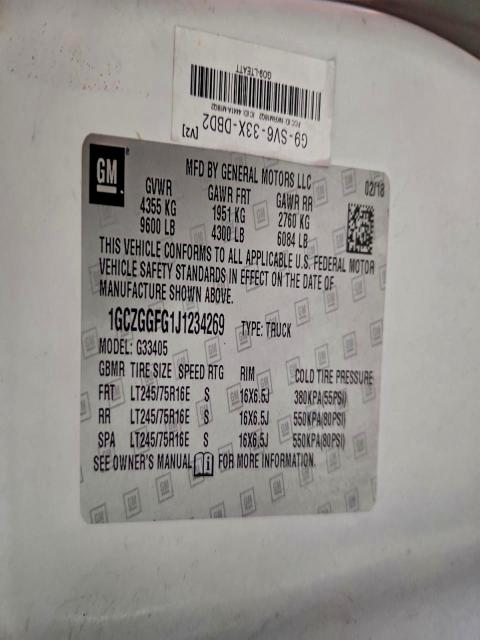 G9-SV6-33X-DBD2
[V2]
GM
MFD BY GENERAL MOTORS LLC
02/18
GVWR GAWR FRT GAWR RR
4355 KG 1951 KG 2760 KG
9600 LB 4300 LB 6084 LB
THIS VEHICLE CONFORMS TO ALL APPLICABLE U.S. FEDERAL MOTOR
VEHICLE SAFETY STANDARDS IN EFFECT ON THE DATE OF
MANUFACTURE SHOWN ABOVE.
1GCZGGFG1J1234269 TYPE: TRUCK
MODEL: G33405
GBMR TIRE SIZE SPEED RTG RIM COLD TIRE PRESSURE
FRT LT245/75R16E S 16X6.5J 380KPA(55PSI)
RR LT245/75R16E S 16X6.5J 550KPA(80PSI)
SPA LT245/75R16E S 16X6.5J 550KPA(80PSI)
SEE OWNER'S MANUAL FOR MORE INFORMATION.